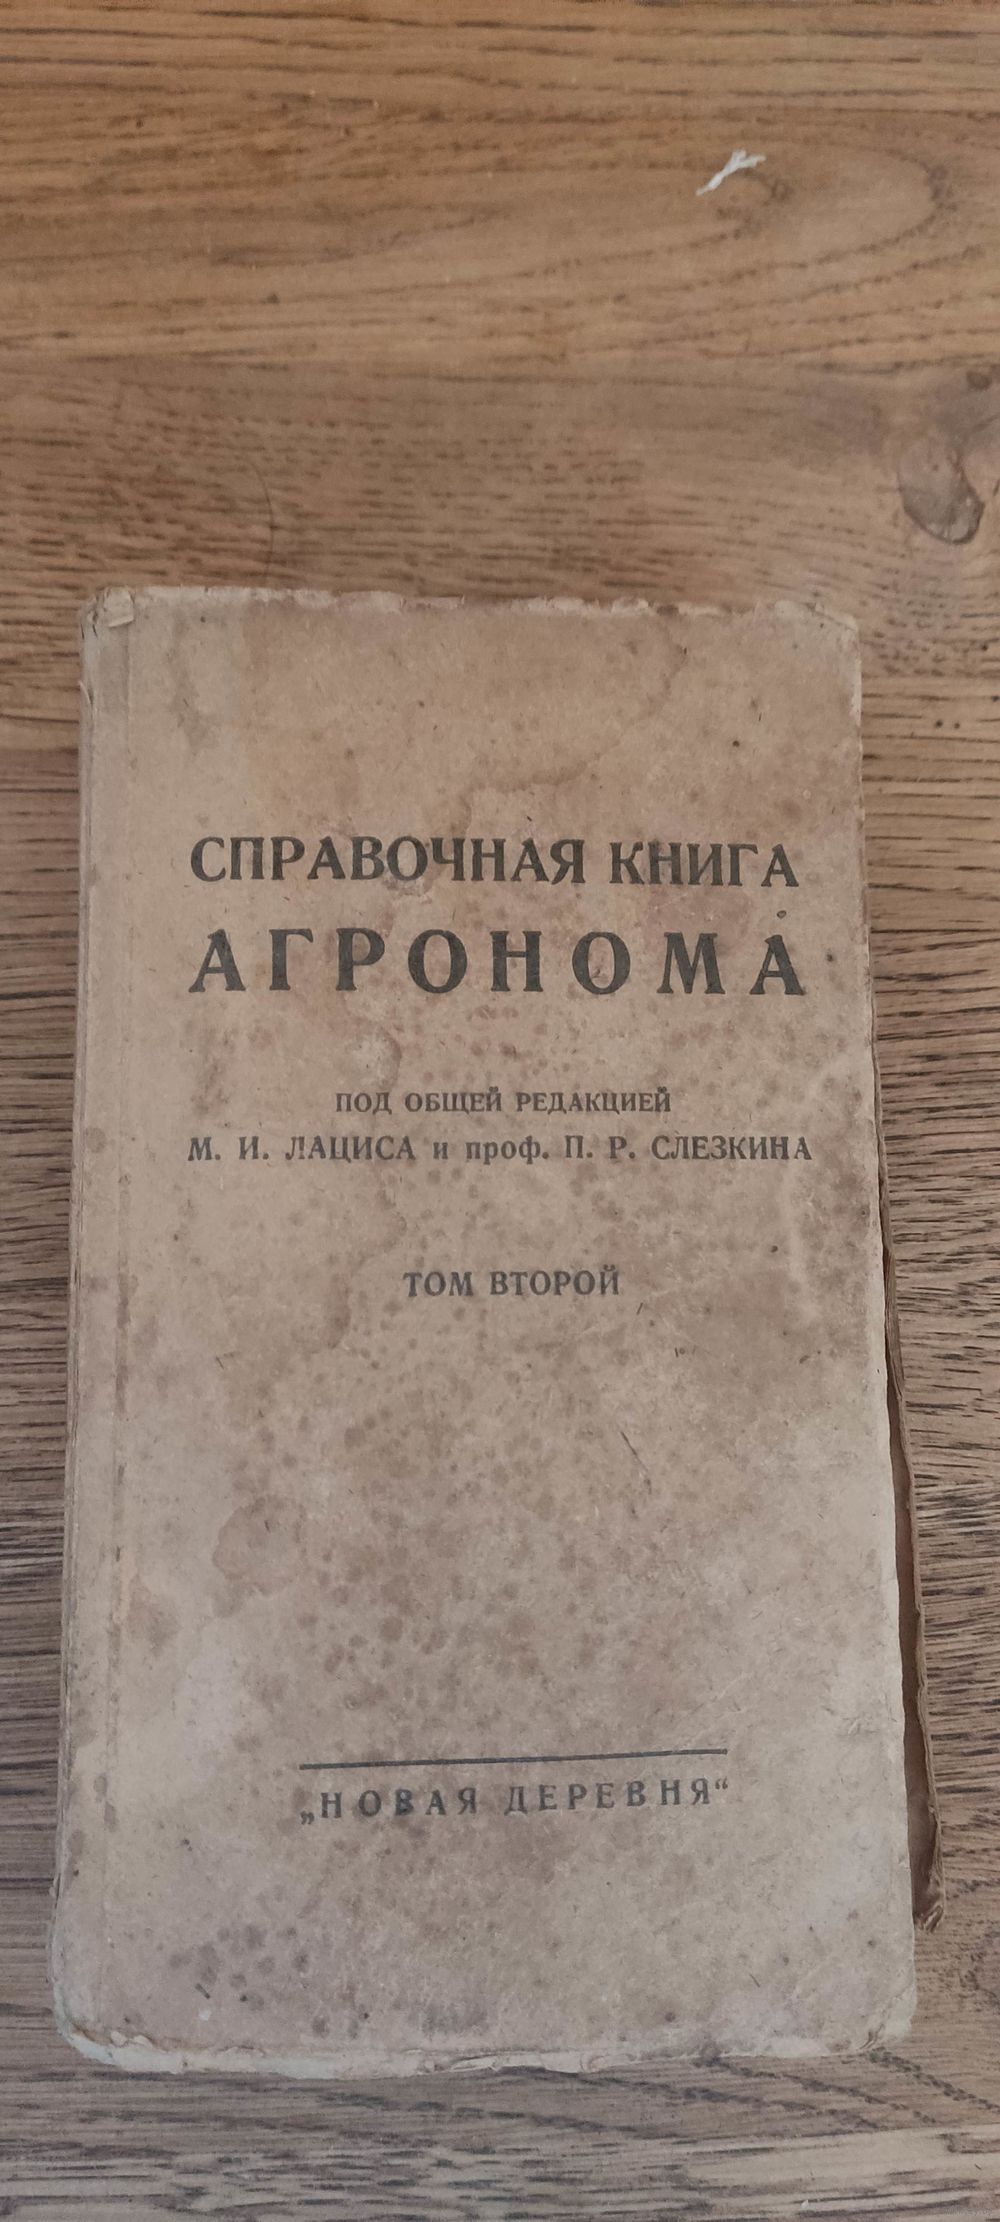 СПРАВОЧНАЯ КНИГА
АГРОНОМА
ПОД ОБЩЕЙ РЕДАКЦИЕЙ
М. И. ЛАЦИСА и проф. П. Р. СЛЕЗКИНА
ТОМ ВТОРОЙ
„НОВАЯ ДЕРЕВНЯ“